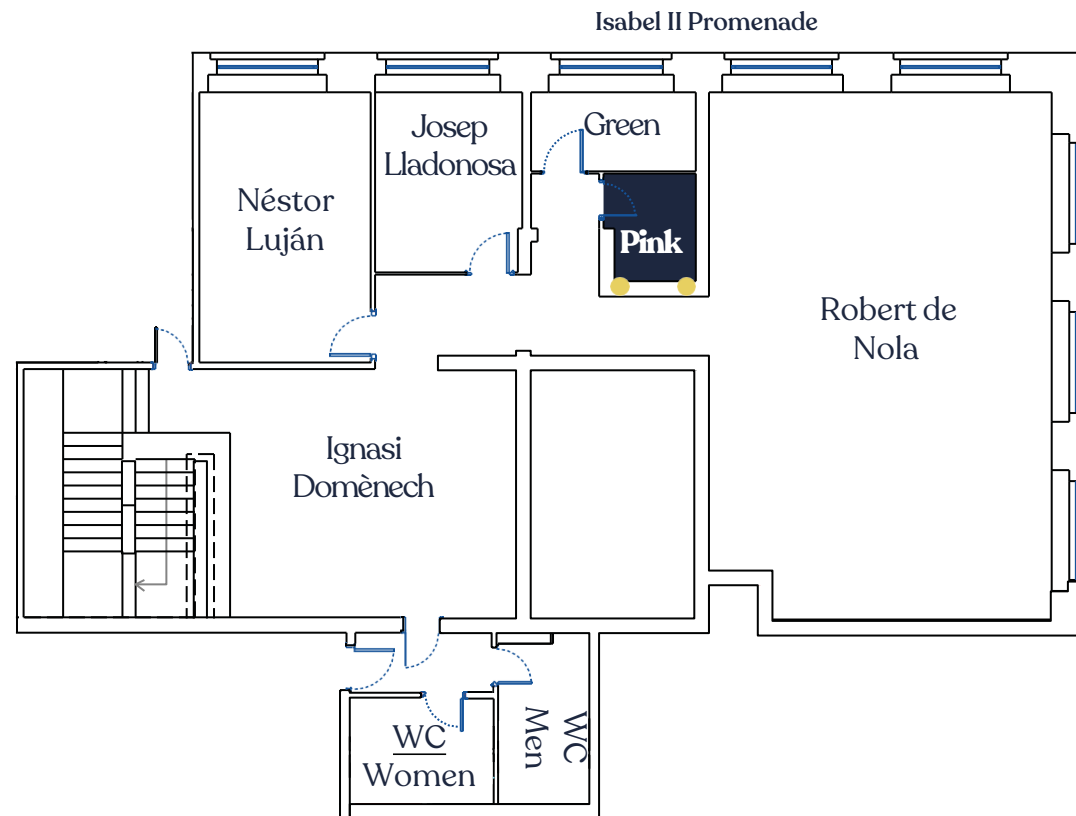 Isabel II Promenade
Josep
Lladonosa
Green
Néstor
Luján
Pink
Robert de
Nola
Ignasi
Domènech
WC
Women
WC
Men